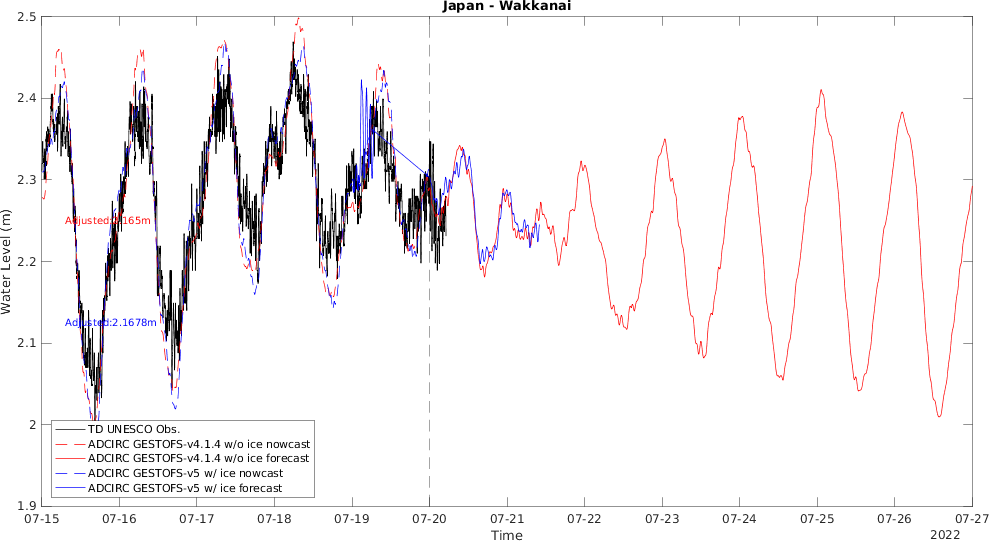 Japan - Wakkanai
2.5
2.4
2.3
2.2
2.1
2
1.9
Water Level (m)
Adjusted:2.165m
Adjusted:2.1678m
TD UNESCO Obs.
ADCIRC GESTOFS-v4.1.4 w/o ice nowcast
ADCIRC GESTOFS-v4.1.4 w/o ice forecast
ADCIRC GESTOFS-v5 w/ ice nowcast
ADCIRC GESTOFS-v5 w/ ice forecast
07-15 07-16 07-17 07-18 07-19 07-20 07-21 07-22 07-23 07-24 07-25 07-26 07-27
Time
2022